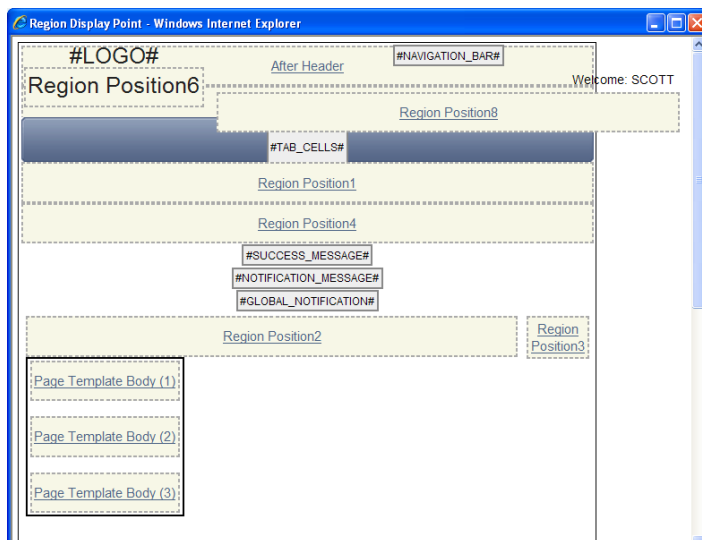 Region Display Point - Windows Internet Explorer
#LOGO#
After Header
#NAVIGATION_BAR#
Welcome: SCOTT
Region Position6
Region Position8
#TAB_CELLS#
Region Position1
Region Position4
#SUCCESS_MESSAGE#
#NOTIFICATION_MESSAGE#
#GLOBAL_NOTIFICATION#
Region Position2
Region
Position3
Page Template Body (1)
Page Template Body (2)
Page Template Body (3)